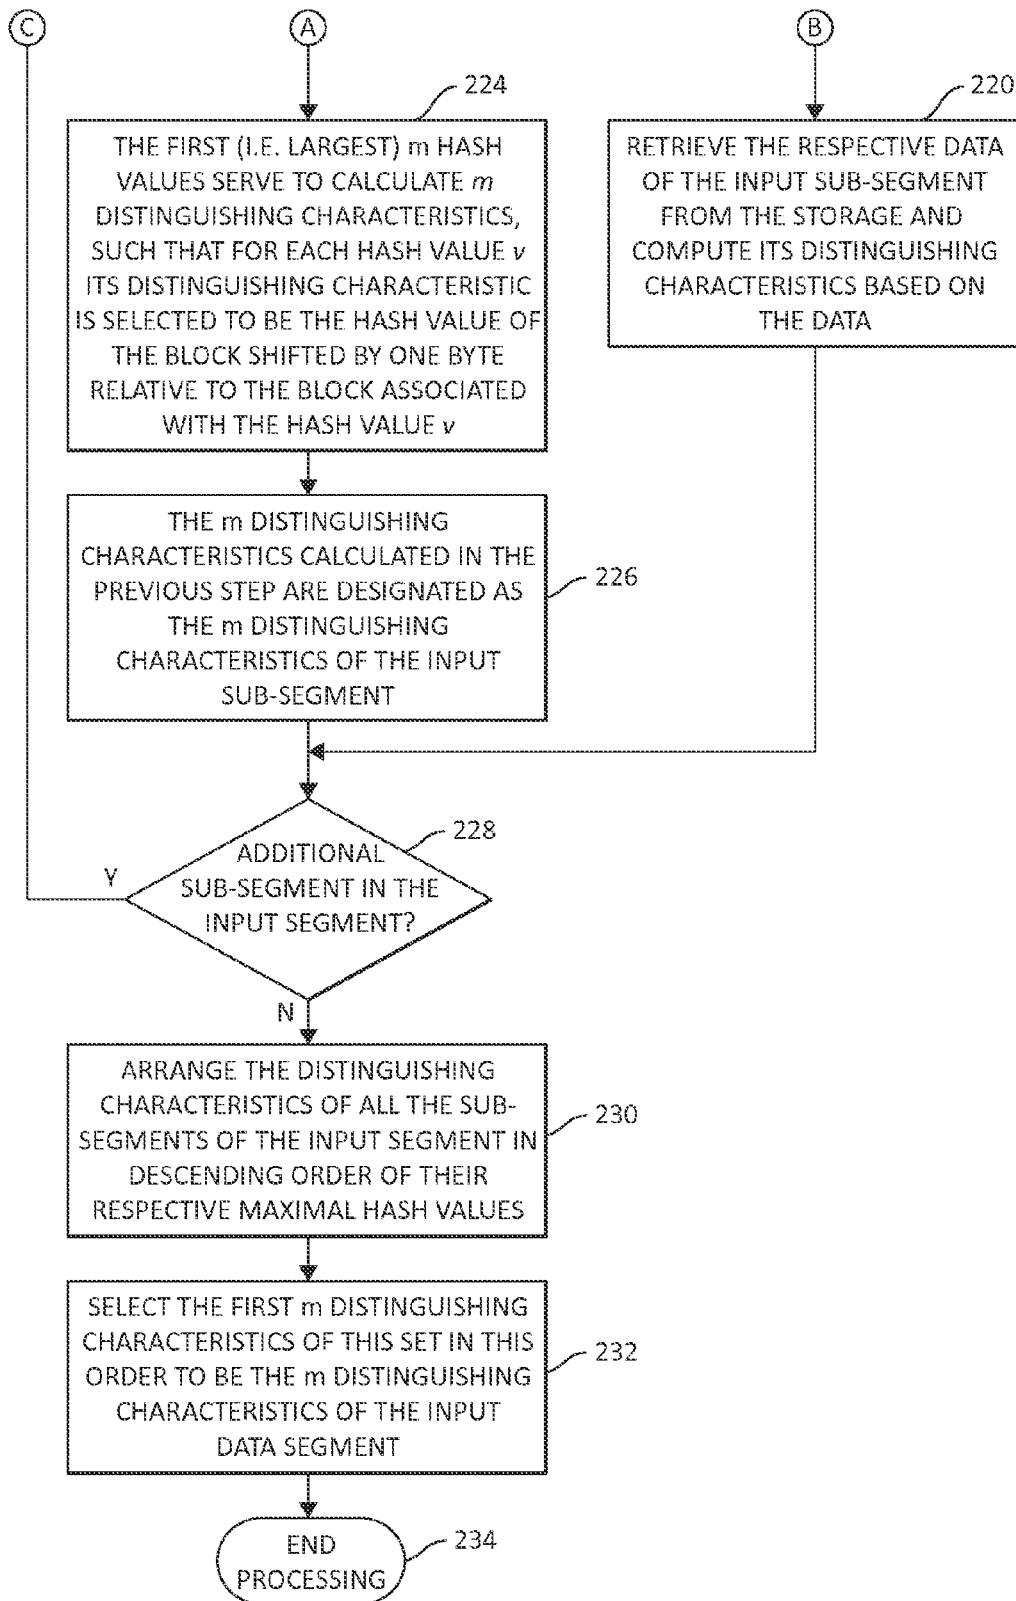 C
A
B
224
THE FIRST (I.E. LARGEST) m HASH
VALUES SERVE TO CALCULATE m
DISTINGUISHING CHARACTERISTICS,
SUCH THAT FOR EACH HASH VALUE v
ITS DISTINGUISHING CHARACTERISTIC
IS SELECTED TO BE THE HASH VALUE OF
THE BLOCK SHIFTED BY ONE BYTE
RELATIVE TO THE BLOCK ASSOCIATED
WITH THE HASH VALUE v
220
RETRIEVE THE RESPECTIVE DATA
OF THE INPUT SUB-SEGMENT
FROM THE STORAGE AND
COMPUTE ITS DISTINGUISHING
CHARACTERISTICS BASED ON
THE DATA
THE m DISTINGUISHING
CHARACTERISTICS CALCULATED IN THE
PREVIOUS STEP ARE DESIGNATED AS
THE m DISTINGUISHING
CHARACTERISTICS OF THE INPUT
SUB-SEGMENT
226
228
ADDITIONAL
SUB-SEGMENT IN THE
INPUT SEGMENT?
Y
N
ARRANGE THE DISTINGUISHING
CHARACTERISTICS OF ALL THE SUB-
SEGMENTS OF THE INPUT SEGMENT IN
DESCENDING ORDER OF THEIR
RESPECTIVE MAXIMAL HASH VALUES
230
SELECT THE FIRST m DISTINGUISHING
CHARACTERISTICS OF THIS SET IN THIS
ORDER TO BE THE m DISTINGUISHING
CHARACTERISTICS OF THE INPUT
DATA SEGMENT
232
END
PROCESSING
234